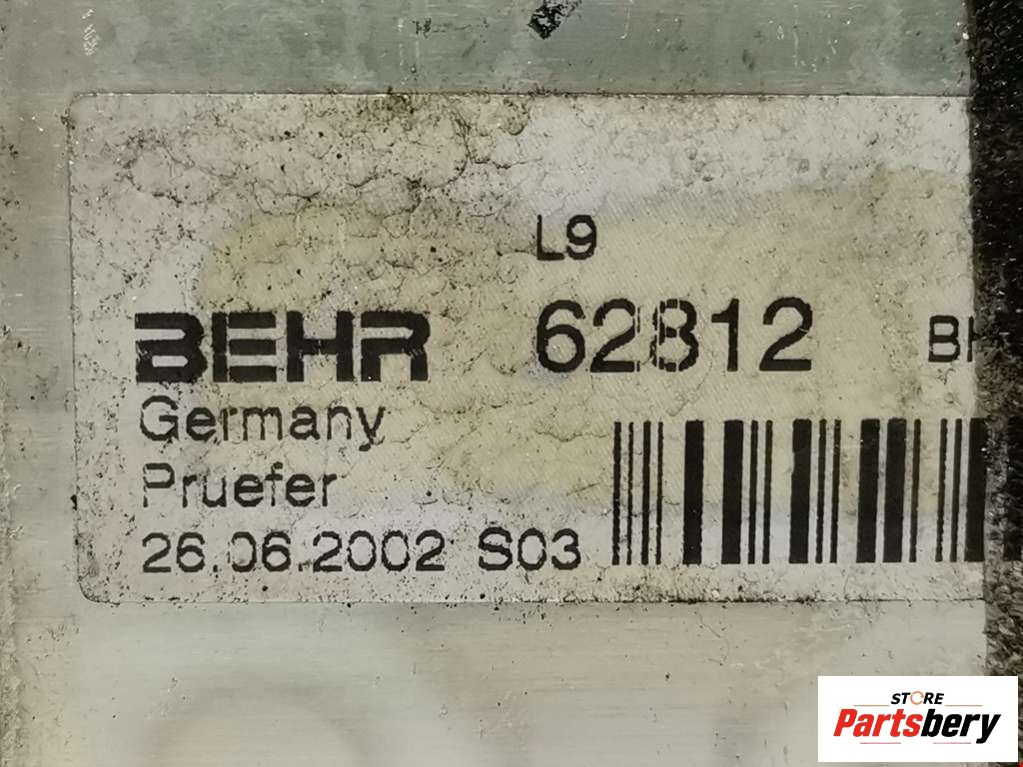 L9
BEHR 62812
Germany
Pruefer
26.06.2002 S03
STORE
Partsbery